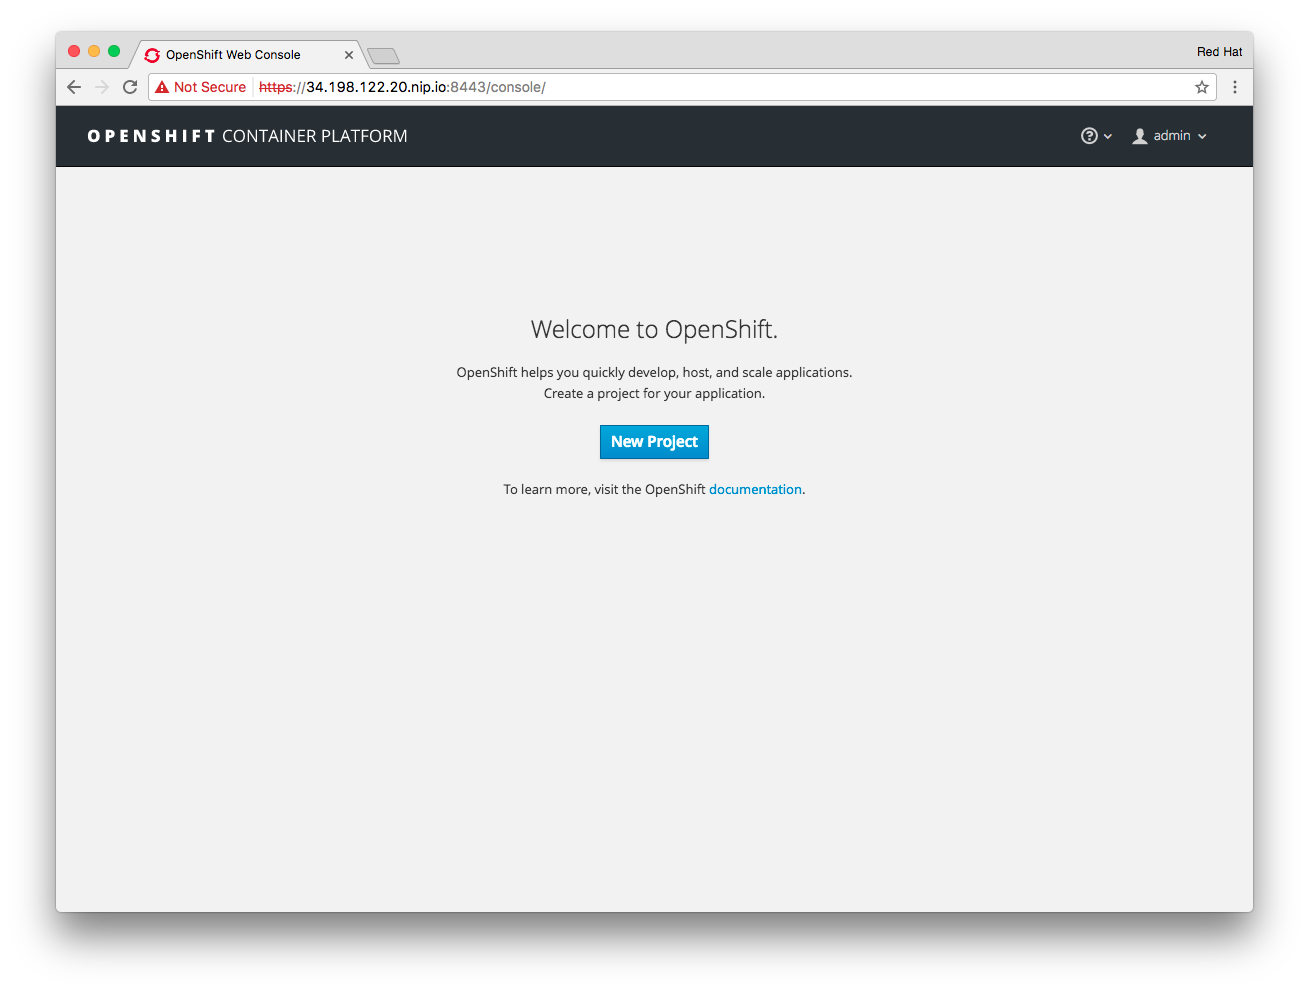 OpenShift Web Console
Red Hat
Not Secure https://34.198.122.20.nip.io:8443/console/
OPENSHIFT CONTAINER PLATFORM
admin
Welcome to OpenShift.
OpenShift helps you quickly develop, host, and scale applications.
Create a project for your application.
New Project
To learn more, visit the OpenShift documentation.